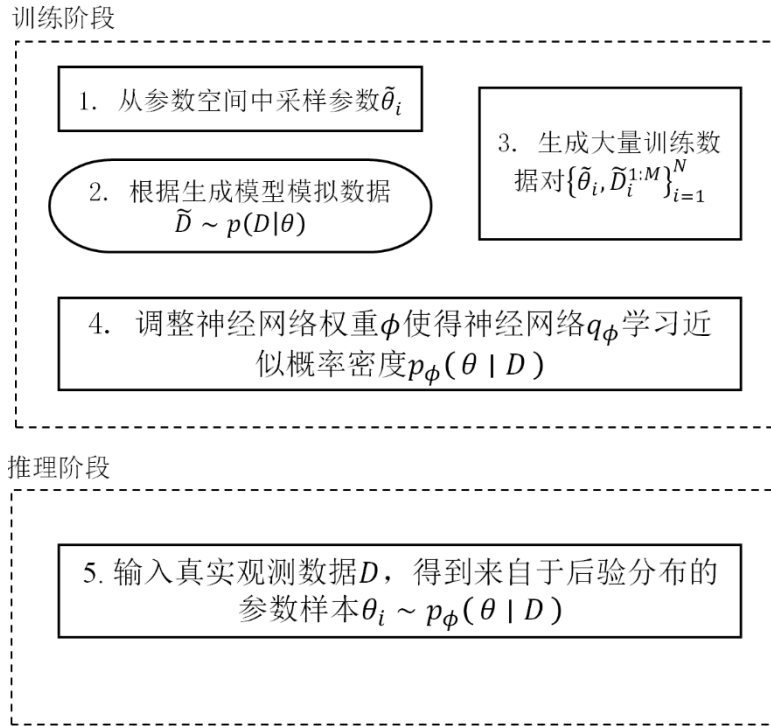 训练阶段
1. 从参数空间中采样参数θ̃ᵢ
2. 根据生成模型模拟数据
D̃ ~ p(D|θ)
3. 生成大量训练数
据对{θ̃ᵢ, D̃ᵢ^{1:M}}_{i=1}^{N}
4. 调整神经网络权重ϕ使得神经网络q_ϕ学习近
似概率密度p_ϕ(θ | D)
推理阶段
5. 输入真实观测数据D，得到来自于后验分布的
参数样本θᵢ ~ p_ϕ(θ | D)